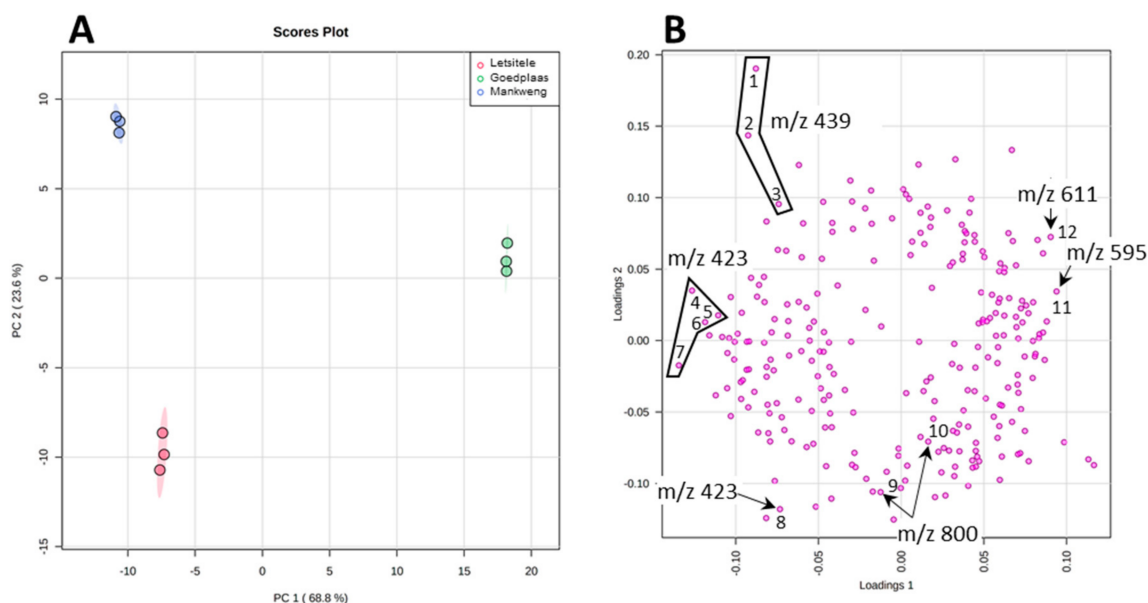 A
Scores Plot
Letsitele
Goedplaas
Mankweng
10
5
0
-5
-10
-15
PC 2 ( 23.6 %)
-10
-5
0
5
10
15
20
PC 1 ( 68.8 %)
B
0.20
0.15
0.10
0.05
0.00
-0.05
-0.10
Loadings 2
1
2
m/z 439
3
m/z 611
12
m/z 595
m/z 423
4
5
6
11
7
10
m/z 423
9
8
m/z 800
-0.10
-0.05
0.00
0.05
0.10
Loadings 1